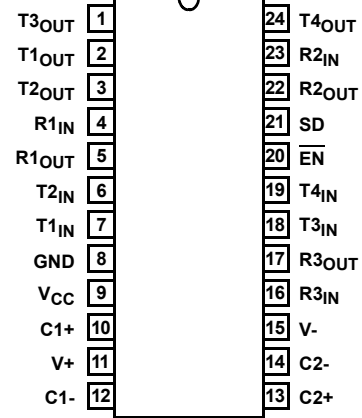 T3OUT 1 24 T4OUT
T1OUT 2 23 R2IN
T2OUT 3 22 R2OUT
R1IN 4 21 SD
R1OUT 5 20 EN
T2IN 6 19 T4IN
T1IN 7 18 T3IN
GND 8 17 R3OUT
VCC 9 16 R3IN
C1+ 10 15 V-
V+ 11 14 C2-
C1- 12 13 C2+